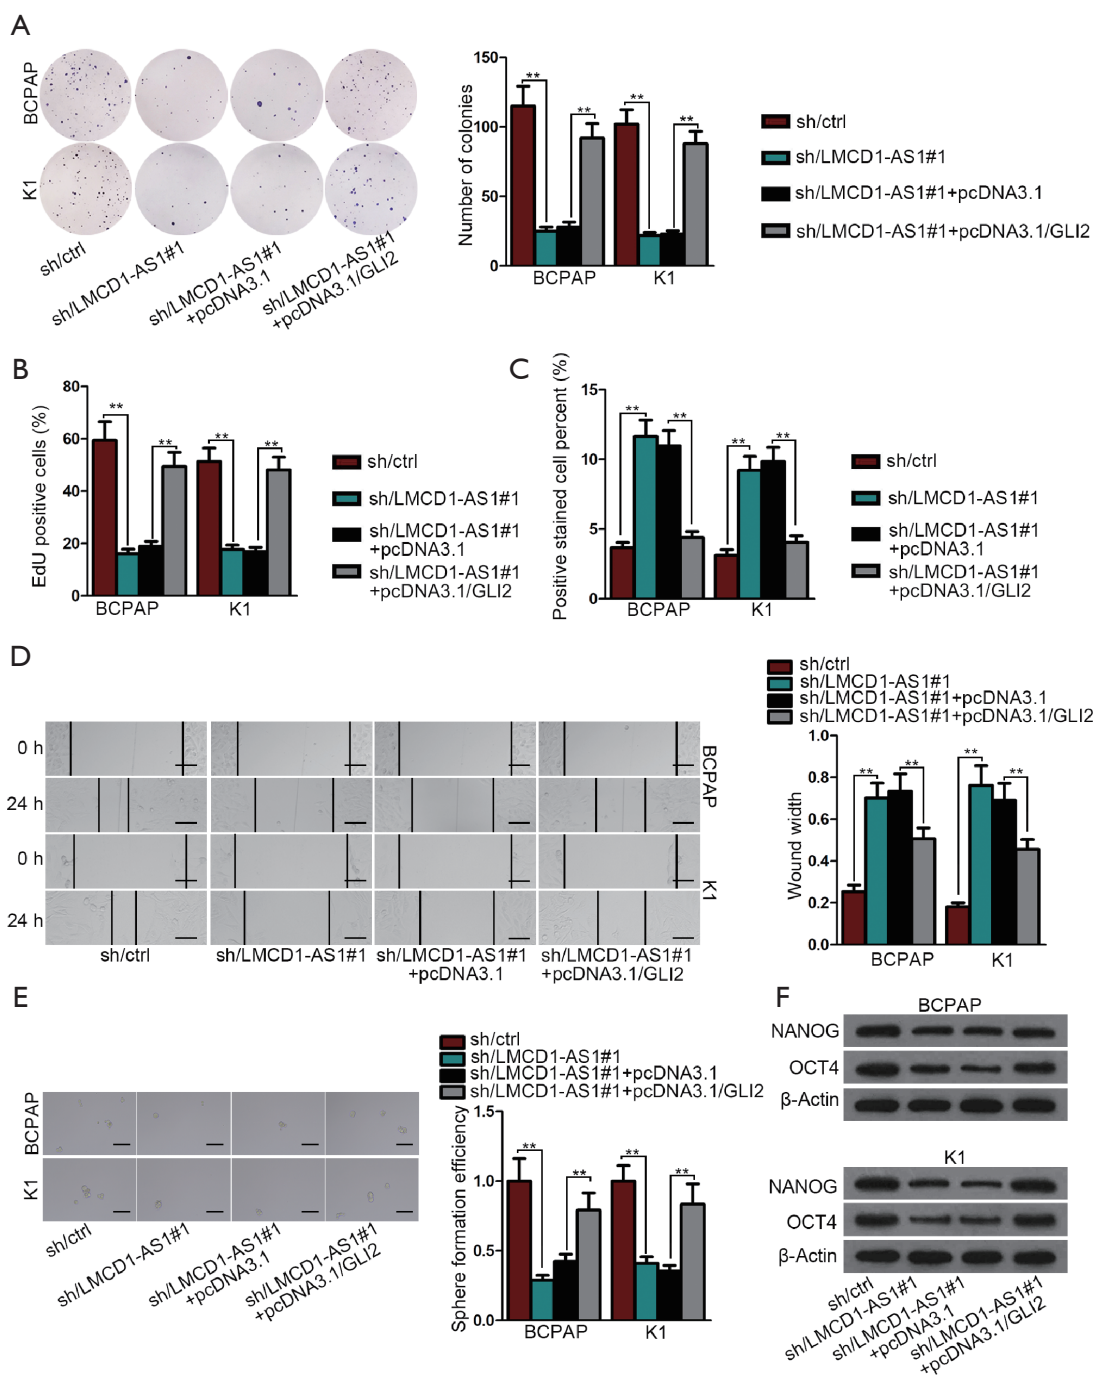 A
BCPAP
K1
sh/ctrl
sh/LMCD1-AS1#1
sh/LMCD1-AS1#1
+pcDNA3.1
sh/LMCD1-AS1#1
+pcDNA3.1/GLI2
Number of colonies
150
100
50
0
**
**
**
**
BCPAP
K1
sh/ctrl
sh/LMCD1-AS1#1
sh/LMCD1-AS1#1+pcDNA3.1
sh/LMCD1-AS1#1+pcDNA3.1/GLI2
B
EdU positive cells (%)
80
60
40
20
0
**
**
**
**
BCPAP
K1
sh/ctrl
sh/LMCD1-AS1#1
sh/LMCD1-AS1#1
+pcDNA3.1
sh/LMCD1-AS1#1
+pcDNA3.1/GLI2
C
Positive stained cell percent (%)
15
10
5
0
**
**
**
**
BCPAP
K1
sh/ctrl
sh/LMCD1-AS1#1
sh/LMCD1-AS1#1
+pcDNA3.1
sh/LMCD1-AS1#1
+pcDNA3.1/GLI2
D
0 h
24 h
0 h
24 h
BCPAP
K1
sh/ctrl
sh/LMCD1-AS1#1
sh/LMCD1-AS1#1
+pcDNA3.1
sh/LMCD1-AS1#1
+pcDNA3.1/GLI2
sh/ctrl
sh/LMCD1-AS1#1
sh/LMCD1-AS1#1+pcDNA3.1
sh/LMCD1-AS1#1+pcDNA3.1/GLI2
Wound width
1.0
0.8
0.6
0.4
0.2
0.0
**
**
**
**
BCPAP
K1
E
BCPAP
K1
sh/ctrl
sh/LMCD1-AS1#1
sh/LMCD1-AS1#1
+pcDNA3.1
sh/LMCD1-AS1#1
+pcDNA3.1/GLI2
sh/ctrl
sh/LMCD1-AS1#1
sh/LMCD1-AS1#1+pcDNA3.1
sh/LMCD1-AS1#1+pcDNA3.1/GLI2
Sphere formation efficiency
1.5
1.0
0.5
0.0
**
**
**
**
BCPAP
K1
F
BCPAP
NANOG
OCT4
β-Actin
K1
NANOG
OCT4
β-Actin
sh/ctrl
sh/LMCD1-AS1#1
sh/LMCD1-AS1#1
+pcDNA3.1
sh/LMCD1-AS1#1
+pcDNA3.1/GLI2